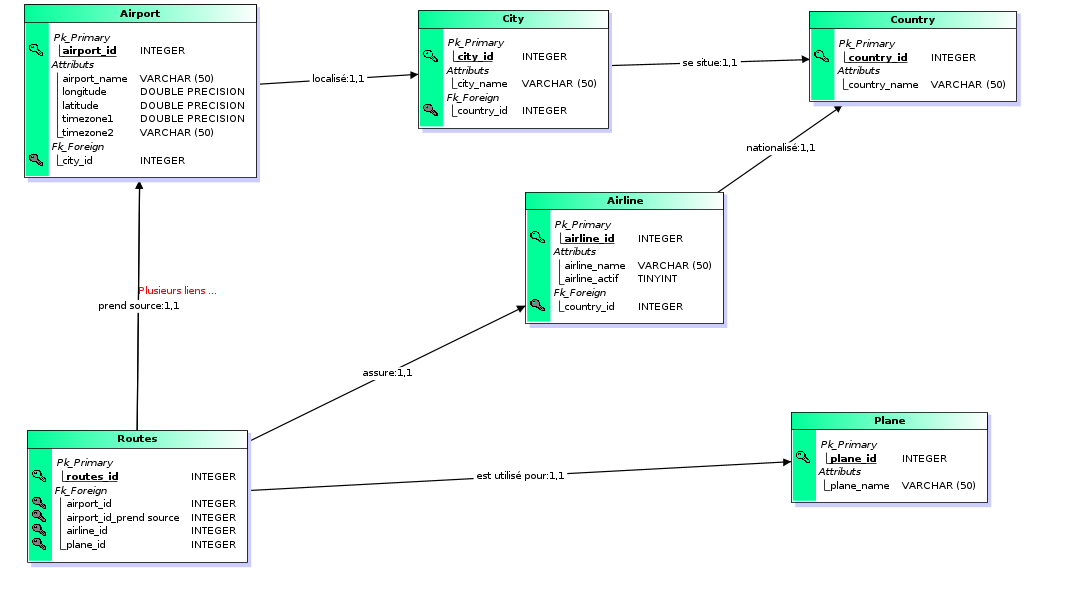 Airport
Pk_Primary
airport_id INTEGER
Attributs
airport_name VARCHAR (50)
longitude DOUBLE PRECISION
latitude DOUBLE PRECISION
timezone1 DOUBLE PRECISION
timezone2 VARCHAR (50)
Fk_Foreign
city_id INTEGER
localisé:1,1
City
Pk_Primary
city_id INTEGER
Attributs
city_name VARCHAR (50)
Fk_Foreign
country_id INTEGER
se situe:1,1
Country
Pk_Primary
country_id INTEGER
Attributs
country_name VARCHAR (50)
nationalisé:1,1
Airline
Pk_Primary
airline_id INTEGER
Attributs
airline_name VARCHAR (50)
airline_actif TINYINT
Fk_Foreign
country_id INTEGER
Plusieurs liens ...
prend source:1,1
assure:1,1
Routes
Pk_Primary
routes_id INTEGER
Fk_Foreign
airport_id INTEGER
airport_id_prend source INTEGER
airline_id INTEGER
plane_id INTEGER
est utilisé pour:1,1
Plane
Pk_Primary
plane_id INTEGER
Attributs
plane_name VARCHAR (50)